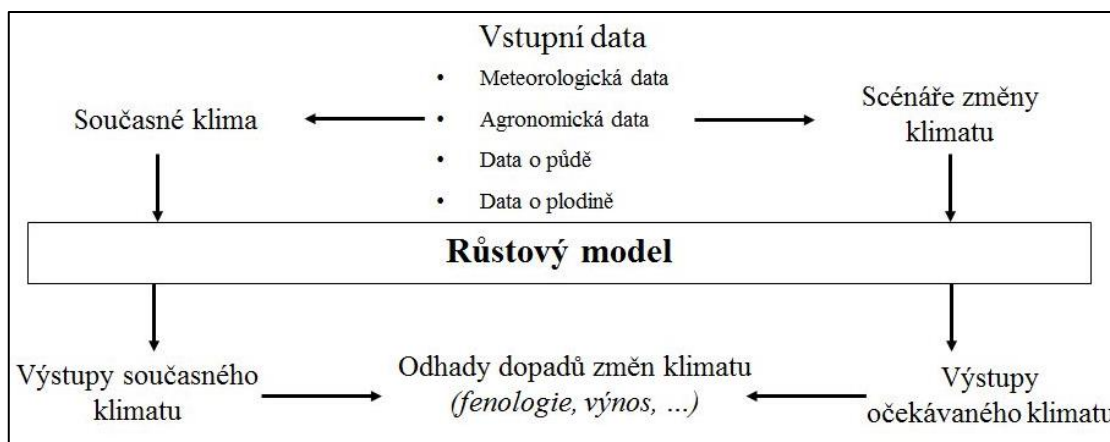 Vstupní data
• Meteorologická data
• Agronomická data
• Data o půdě
• Data o plodině
Současné klima
Scénáře změny
klimatu
Růstový model
Výstupy současného
klimatu
Odhady dopadů změn klimatu
(fenologie, výnos, ...)
Výstupy
očekávaného klimatu